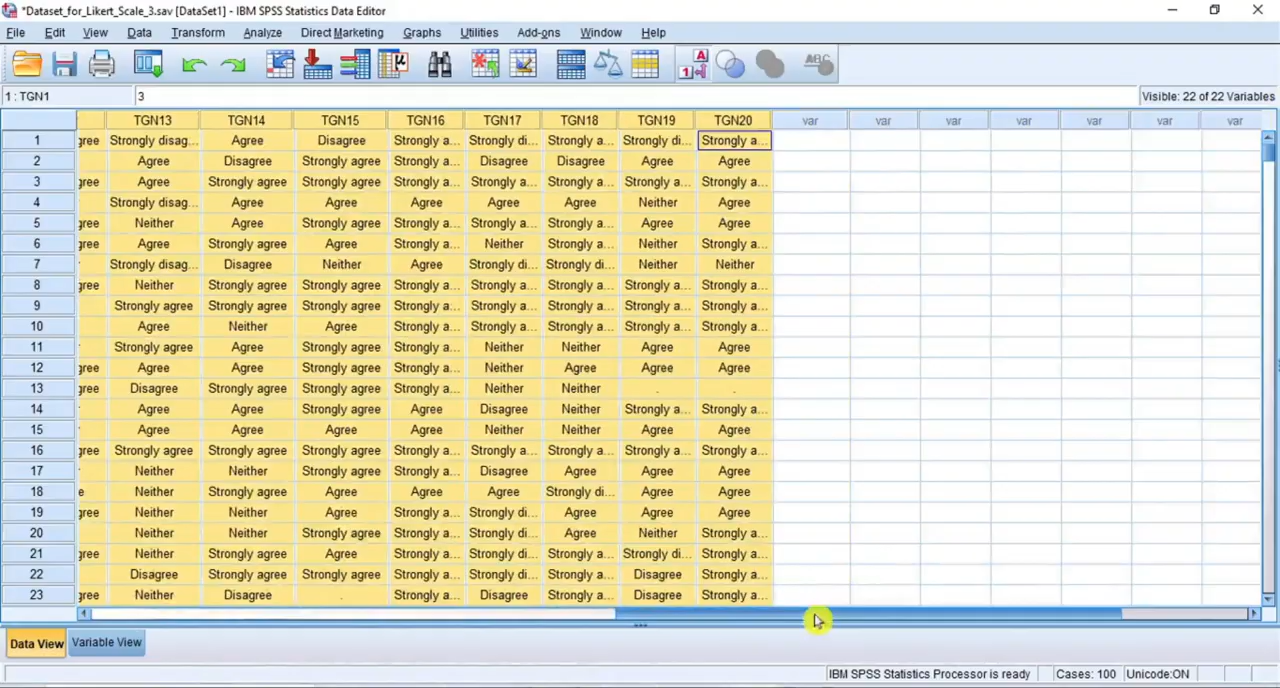 *Dataset_for_Likert_Scale_3.sav [DataSet1] - IBM SPSS Statistics Data Editor
File Edit View Data Transform Analyze Direct Marketing Graphs Utilities Add-ons Window Help
1 : TGN1 3 Visible: 22 of 22 Variables
TGN13 TGN14 TGN15 TGN16 TGN17 TGN18 TGN19 TGN20 var var var var var var var
1 gree Strongly disag... Agree Disagree Strongly a... Strongly di... Strongly a... Strongly di... Strongly a...
2 Agree Disagree Strongly agree Strongly a... Disagree Disagree Agree Agree
3 gree Agree Strongly agree Strongly agree Strongly a... Strongly a... Strongly a... Strongly a... Strongly a...
4 Strongly disag... Agree Agree Agree Agree Agree Neither Agree
5 gree Neither Agree Strongly agree Strongly a... Strongly a... Strongly a... Agree Agree
6 Agree Strongly agree Agree Strongly a... Neither Strongly a... Neither Strongly a...
7 Strongly disag... Disagree Neither Agree Strongly di... Strongly di... Neither Neither
8 gree Neither Strongly agree Strongly agree Strongly a... Strongly a... Strongly a... Strongly a... Strongly a...
9 Strongly agree Strongly agree Strongly agree Strongly a... Strongly a... Strongly a... Strongly a... Strongly a...
10 Agree Neither Agree Strongly a... Strongly a... Strongly a... Strongly a... Strongly a...
11 Strongly agree Agree Strongly agree Strongly a... Neither Neither Agree Agree
12 gree Agree Agree Strongly agree Strongly a... Neither Agree Agree Agree
13 gree Disagree Strongly agree Strongly agree Strongly a... Neither Neither . .
14 Agree Agree Strongly agree Agree Disagree Neither Strongly a... Strongly a...
15 Agree Agree Agree Strongly a... Neither Neither Agree Agree
16 gree Strongly agree Strongly agree Strongly agree Strongly a... Strongly a... Strongly a... Strongly a... Strongly a...
17 Neither Neither Strongly agree Strongly a... Disagree Agree Agree Agree
18 e Neither Strongly agree Agree Agree Agree Strongly di... Agree Agree
19 gree Neither Neither Agree Strongly a... Strongly di... Agree Agree Agree
20 Neither Neither Strongly agree Strongly a... Strongly di... Agree Neither Strongly a...
21 gree Neither Strongly agree Agree Strongly a... Strongly di... Strongly a... Strongly di... Strongly a...
22 Disagree Strongly agree Strongly agree Strongly a... Strongly di... Strongly a... Disagree Strongly a...
23 gree Neither Disagree . Strongly a... Disagree Strongly a... Disagree Strongly a...
Data View Variable View
IBM SPSS Statistics Processor is ready Cases: 100 Unicode:ON